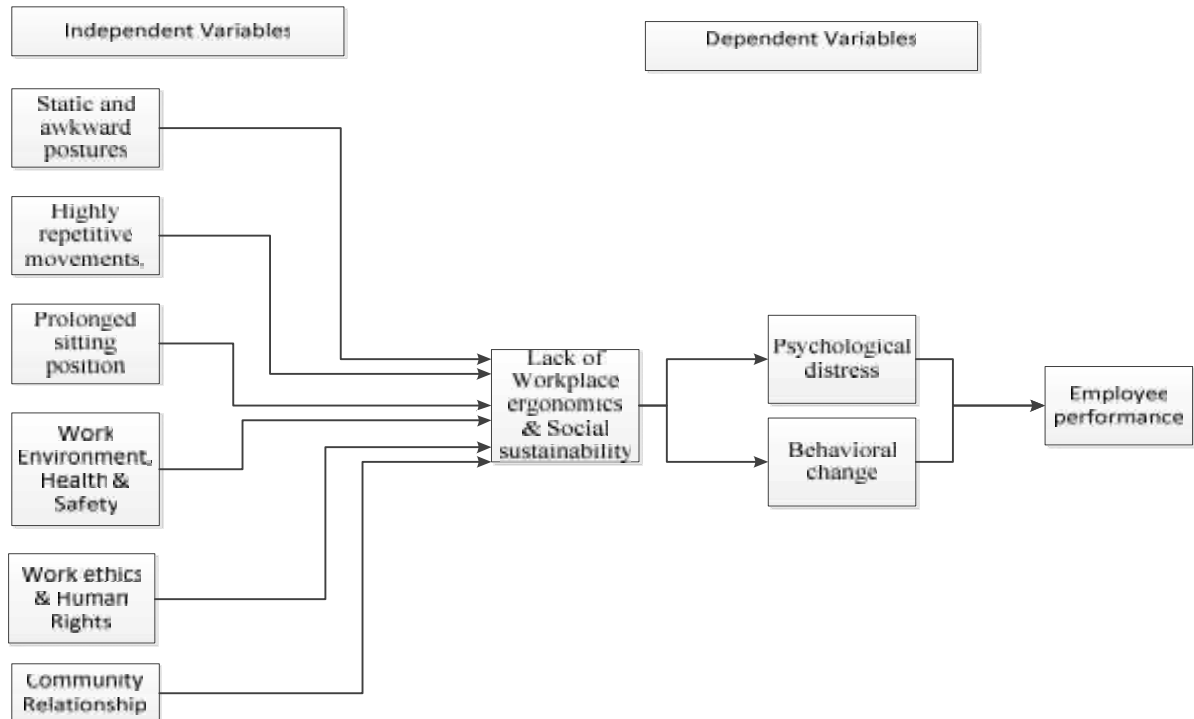 Independent Variables
Dependent Variables
Static and
awkward
postures
Highly
repetitive
movements,
Prolonged
sitting
position
Work
Environment,
Health &
Safety
Work ethics
& Human
Rights
Community
Relationship
Lack of
Workplace
ergonomics
& Social
sustainability
Psychological
distress
Behavioral
change
Employee
performance